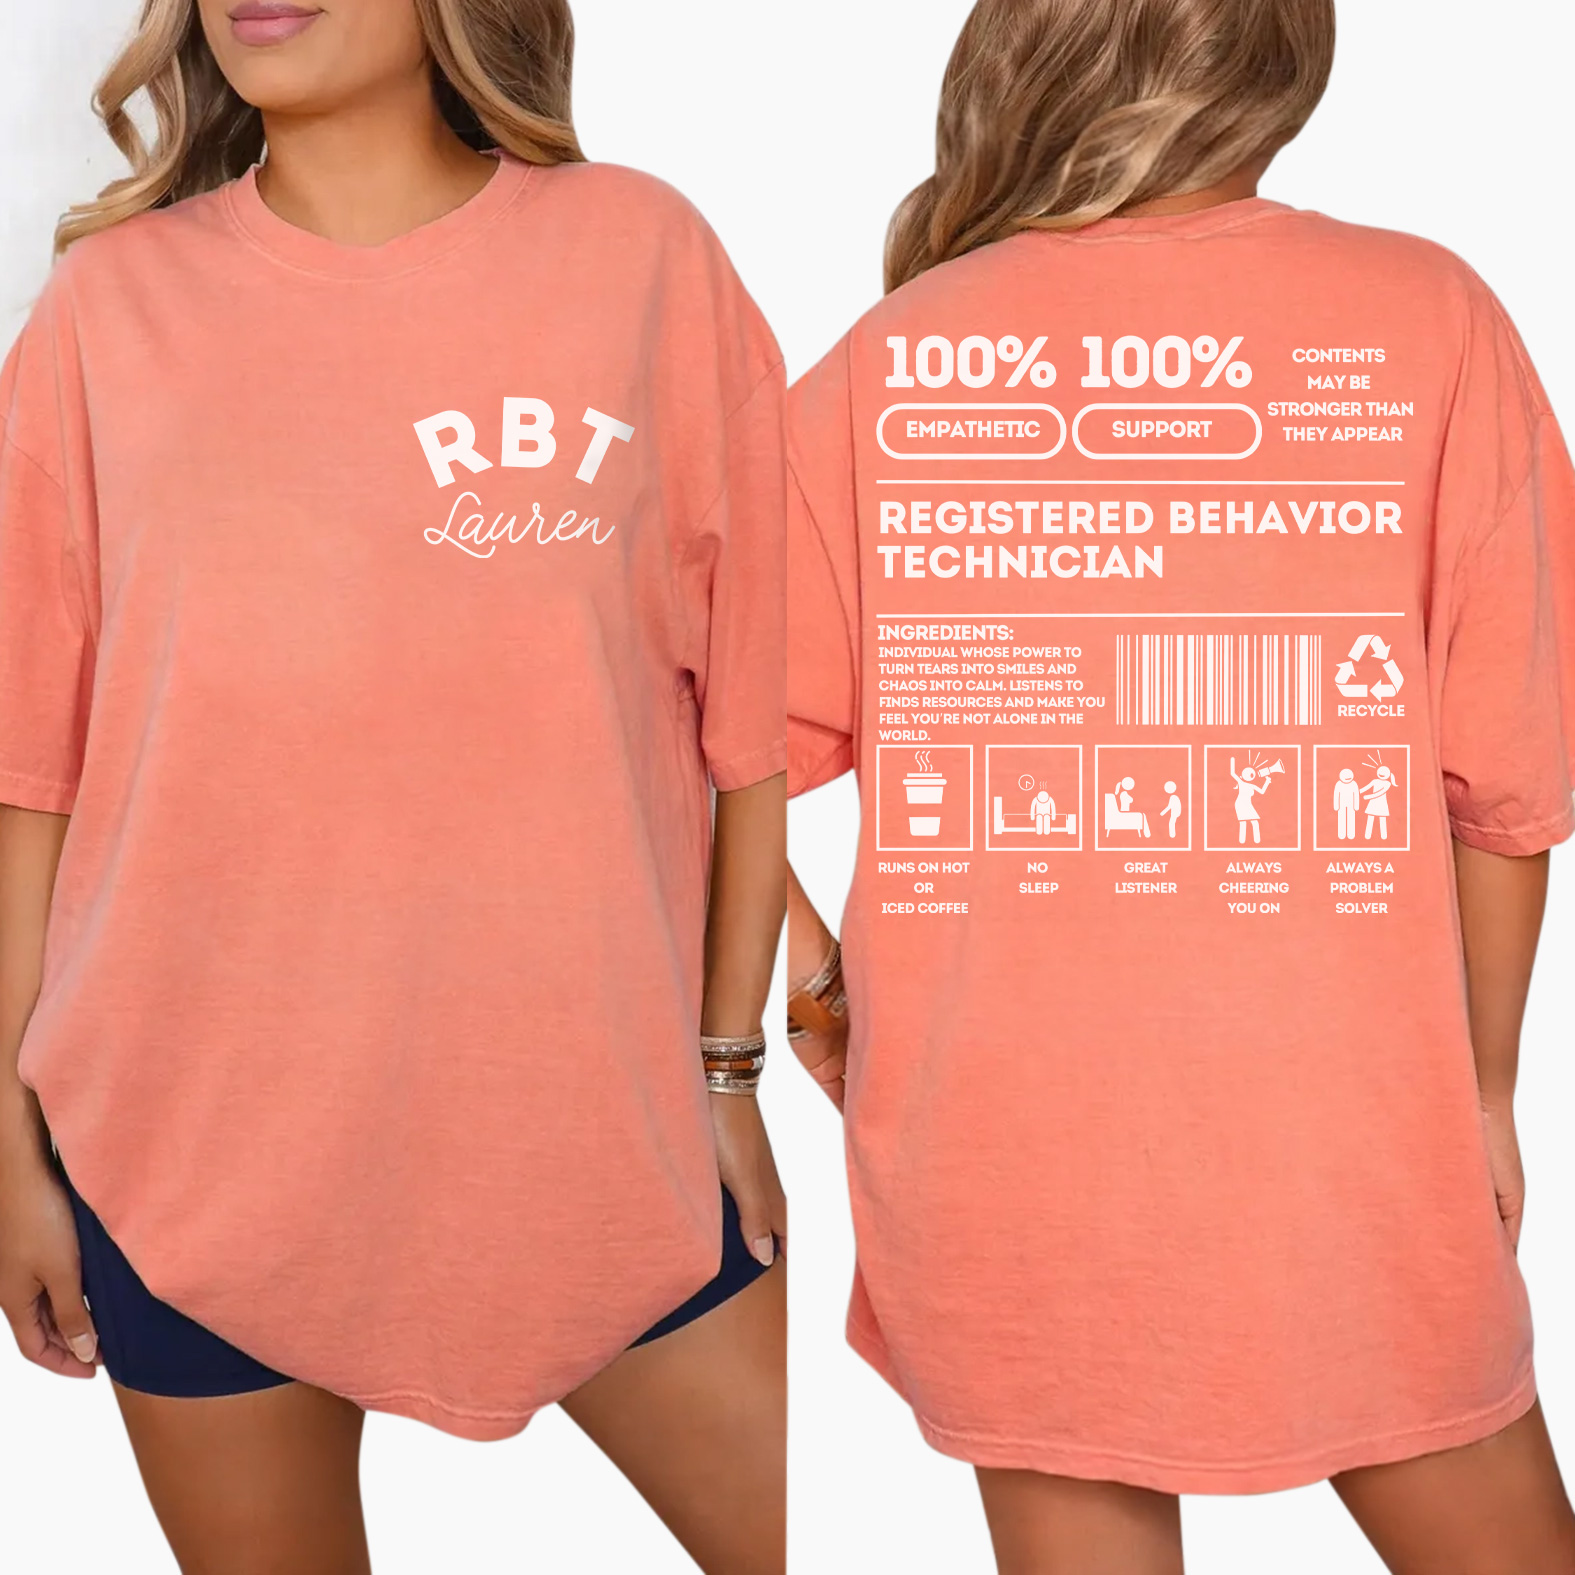 RBT
Lauren
100% 100%
EMPATHETIC
SUPPORT
CONTENTS
MAY BE
STRONGER THAN
THEY APPEAR
REGISTERED BEHAVIOR
TECHNICIAN
INGREDIENTS:
INDIVIDUAL WHOSE POWER TO
TURN TEARS INTO SMILES AND
CHAOS INTO CALM. LISTENS TO
FINDS RESOURCES AND MAKE YOU
FEEL YOU'RE NOT ALONE IN THE
WORLD.
RECYCLE
RUNS ON HOT
OR
ICED COFFEE
NO
SLEEP
GREAT
LISTENER
ALWAYS
CHEERING
YOU ON
ALWAYS A
PROBLEM
SOLVER